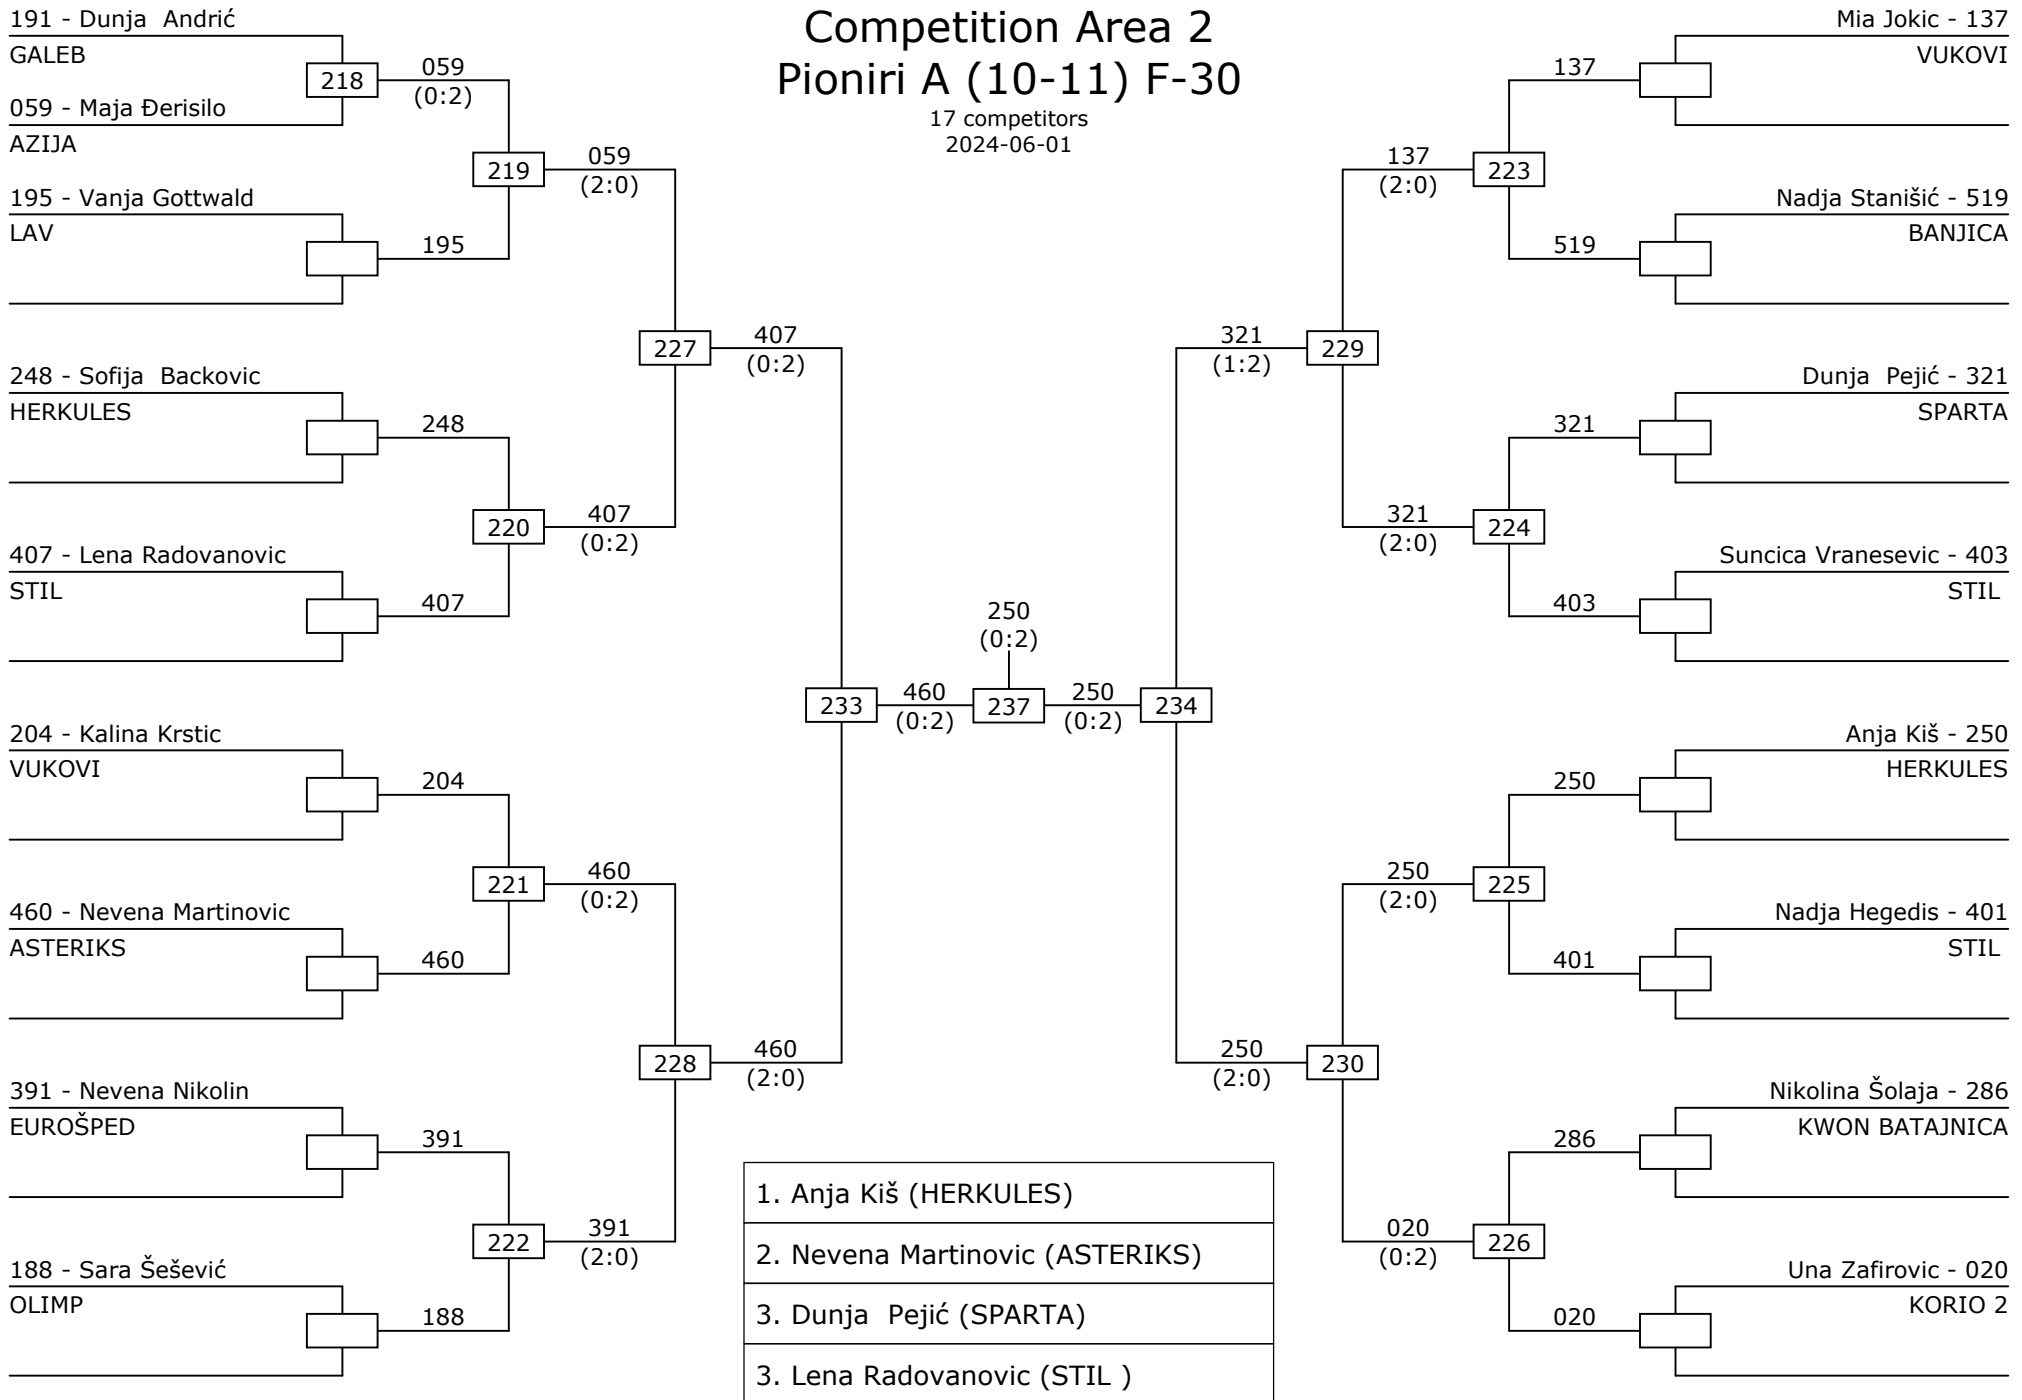 Competition Area 2
Pioniri A (10-11) F-30
17 competitors
2024-06-01
191 - Dunja  Andrić
GALEB
218
059
(0:2)
059 - Maja Đerisilo
AZIJA
219
059
(2:0)
195 - Vanja Gottwald
LAV
195
227
407
(0:2)
248 - Sofija  Backovic
HERKULES
248
220
407
(0:2)
407 - Lena Radovanovic
STIL
407
233
460
(0:2)
204 - Kalina Krstic
VUKOVI
204
221
460
(0:2)
460 - Nevena Martinovic
ASTERIKS
460
228
460
(2:0)
391 - Nevena Nikolin
EUROŠPED
391
222
391
(2:0)
188 - Sara Šešević
OLIMP
188
250
(0:2)
237
Mia Jokic - 137
VUKOVI
137
137
(2:0)
223
Nadja Stanišić - 519
BANJICA
519
321
(1:2)
229
Dunja  Pejić - 321
SPARTA
321
321
(2:0)
224
Suncica Vranesevic - 403
STIL
403
250
(0:2)
234
Anja Kiš - 250
HERKULES
250
250
(2:0)
225
Nadja Hegedis - 401
STIL
401
250
(2:0)
230
Nikolina Šolaja - 286
KWON BATAJNICA
286
020
(0:2)
226
Una Zafirovic - 020
KORIO 2
020
1. Anja Kiš (HERKULES)
2. Nevena Martinovic (ASTERIKS)
3. Dunja  Pejić (SPARTA)
3. Lena Radovanovic (STIL )